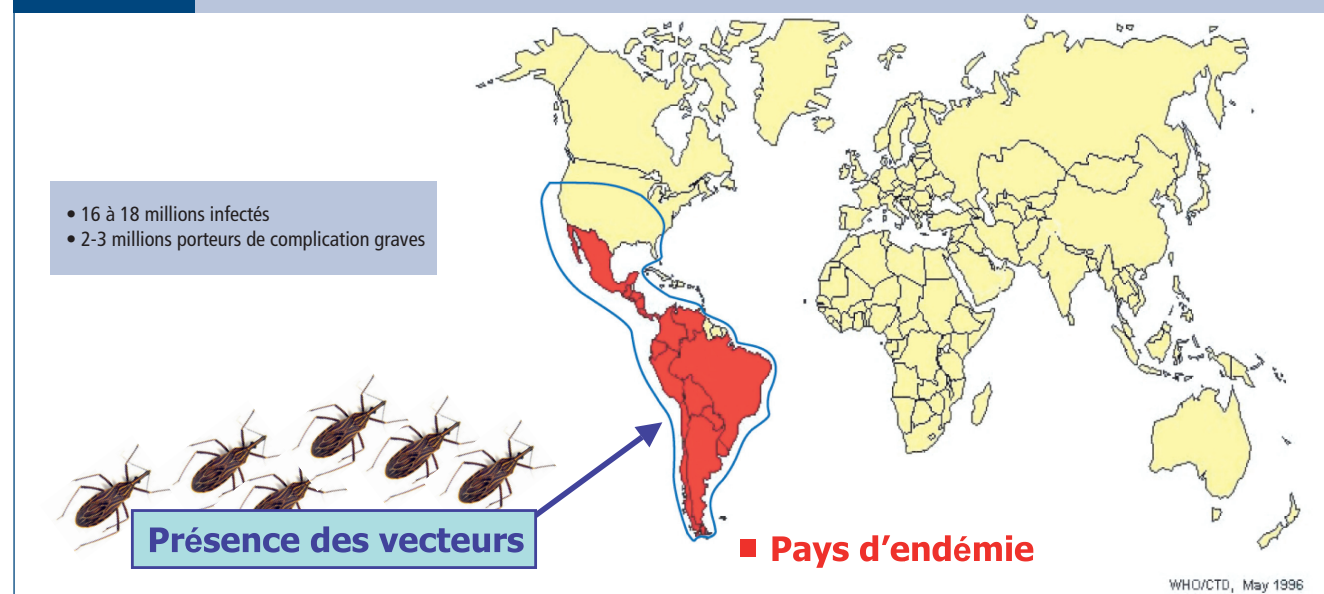 • 16 à 18 millions infectés
• 2-3 millions porteurs de complication graves
Présence des vecteurs
Pays d'endémie
WHO/CTD, May 1996